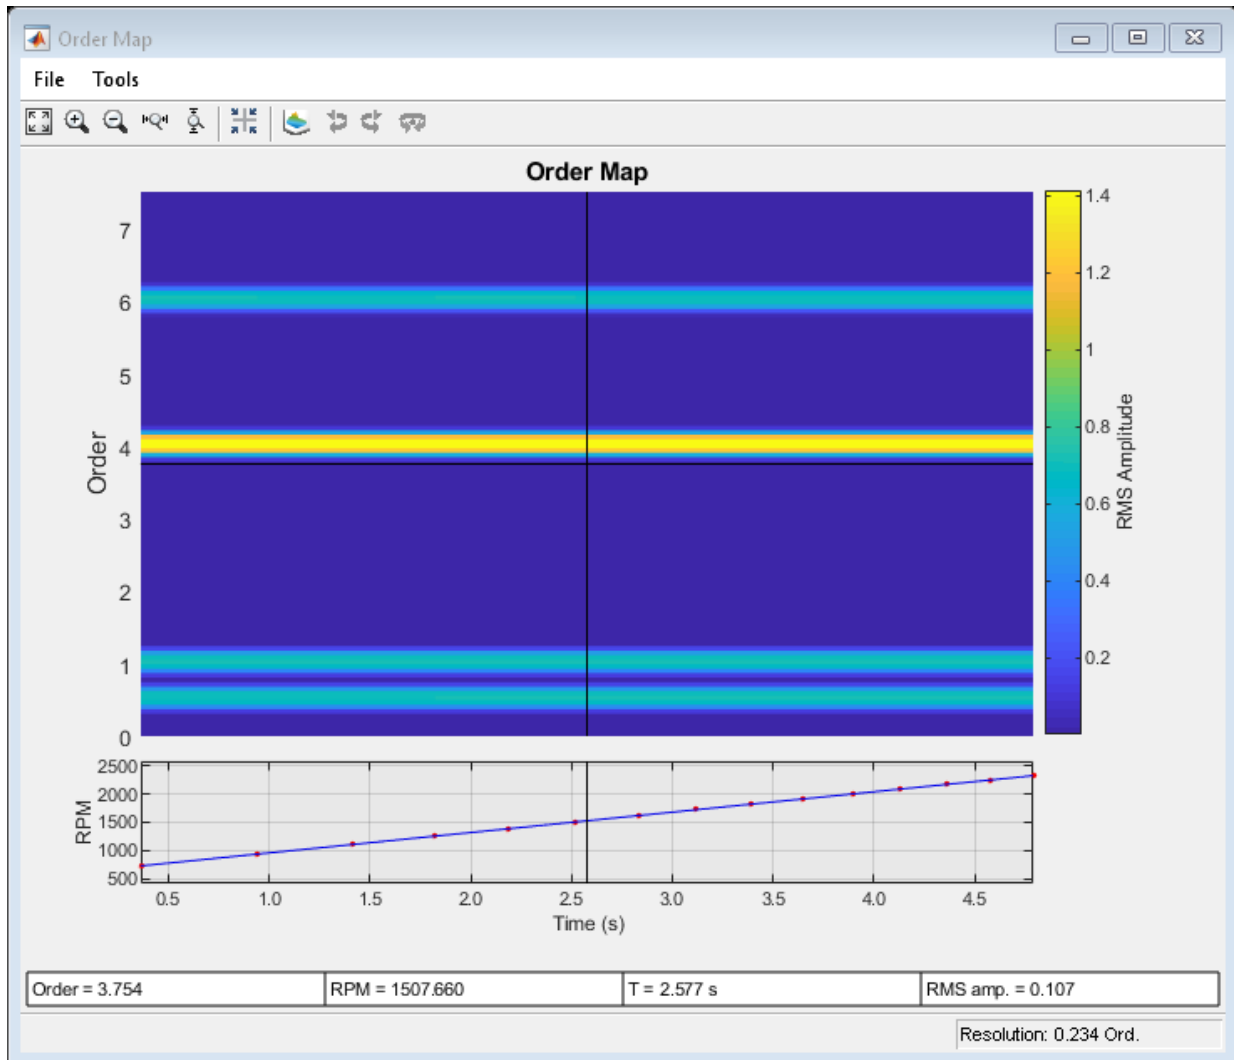 Order Map
File Tools
Order Map
7
6
5
4
3
2
1
0
Order
1.4
1.2
1
0.8
0.6
0.4
0.2
RMS Amplitude
2500
2000
1500
1000
500
RPM
0.5 1.0 1.5 2.0 2.5 3.0 3.5 4.0 4.5
Time (s)
Order = 3.754 RPM = 1507.660 T = 2.577 s RMS amp. = 0.107
Resolution: 0.234 Ord.